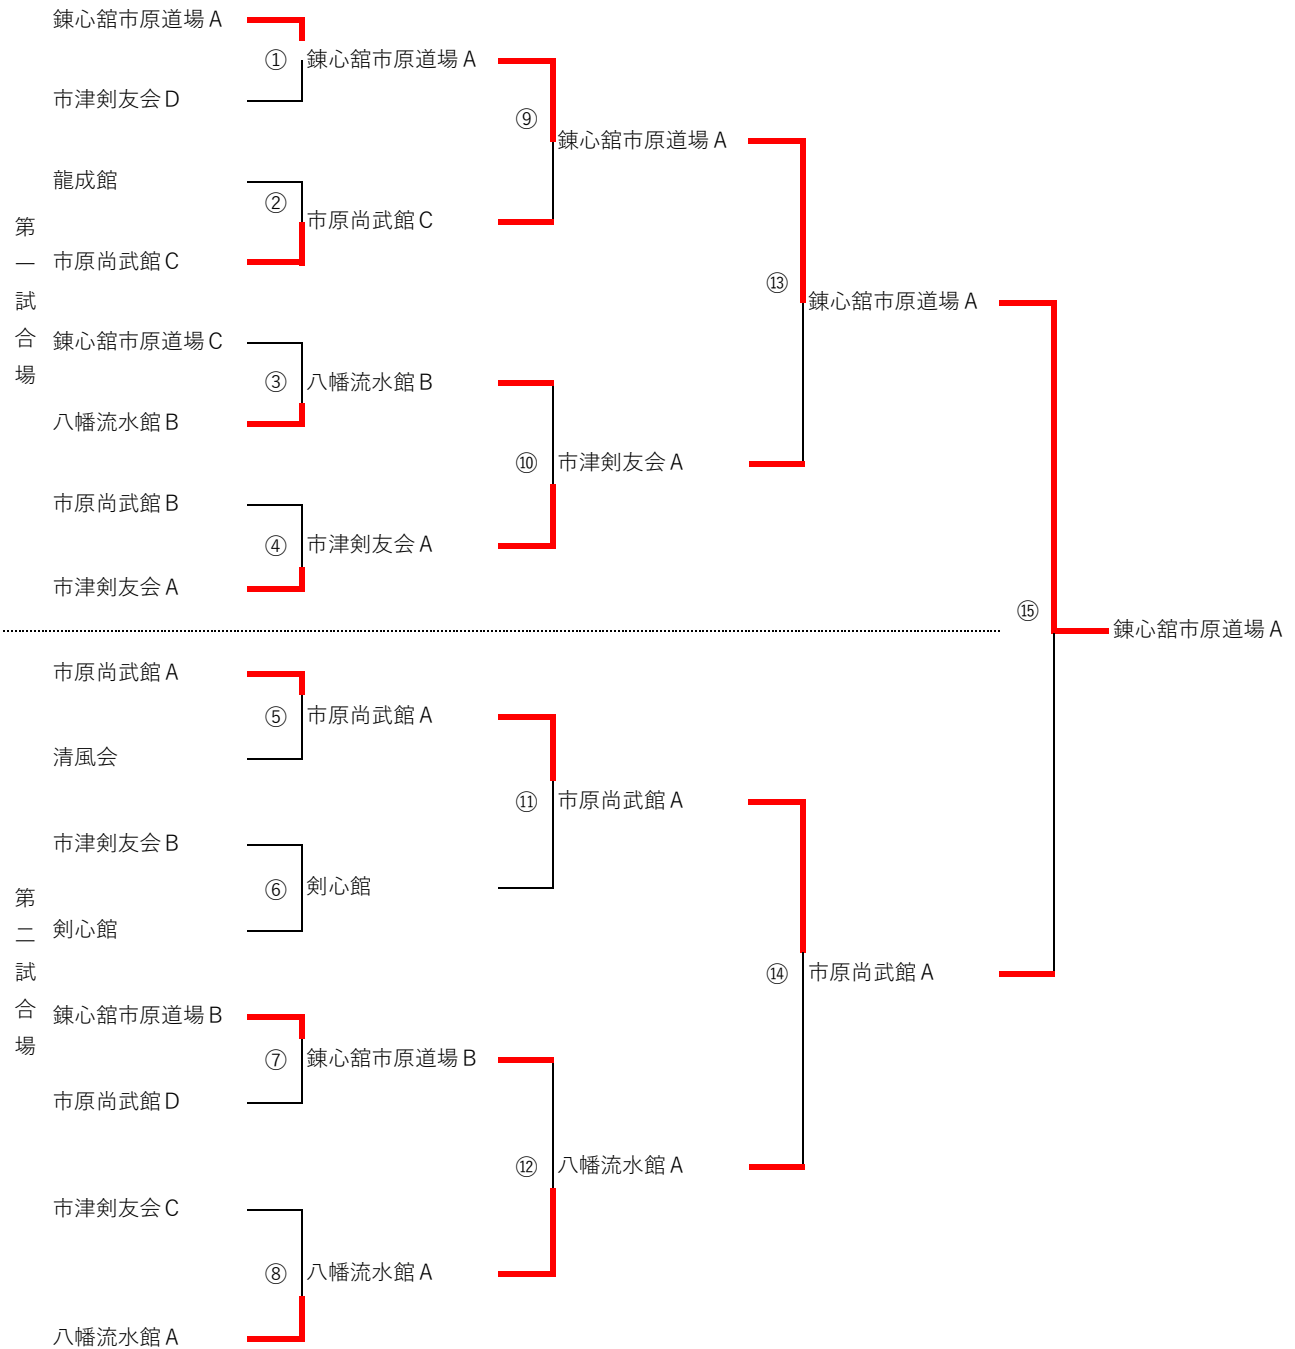 錬心舘市原道場Ａ
①
錬心舘市原道場Ａ
市津剣友会Ｄ
⑨
錬心舘市原道場Ａ
龍成館
②
市原尚武館Ｃ
市原尚武館Ｃ
第一試合場
⑬
錬心舘市原道場Ａ
錬心舘市原道場Ｃ
③
八幡流水館Ｂ
八幡流水館Ｂ
⑩
市津剣友会Ａ
市原尚武館Ｂ
④
市津剣友会Ａ
市津剣友会Ａ
⑮
錬心舘市原道場Ａ
市原尚武館Ａ
⑤
市原尚武館Ａ
清風会
⑪
市原尚武館Ａ
市津剣友会Ｂ
⑥
剣心館
剣心館
第二試合場
⑭
市原尚武館Ａ
錬心舘市原道場Ｂ
⑦
錬心舘市原道場Ｂ
市原尚武館Ｄ
⑫
八幡流水館Ａ
市津剣友会Ｃ
⑧
八幡流水館Ａ
八幡流水館Ａ